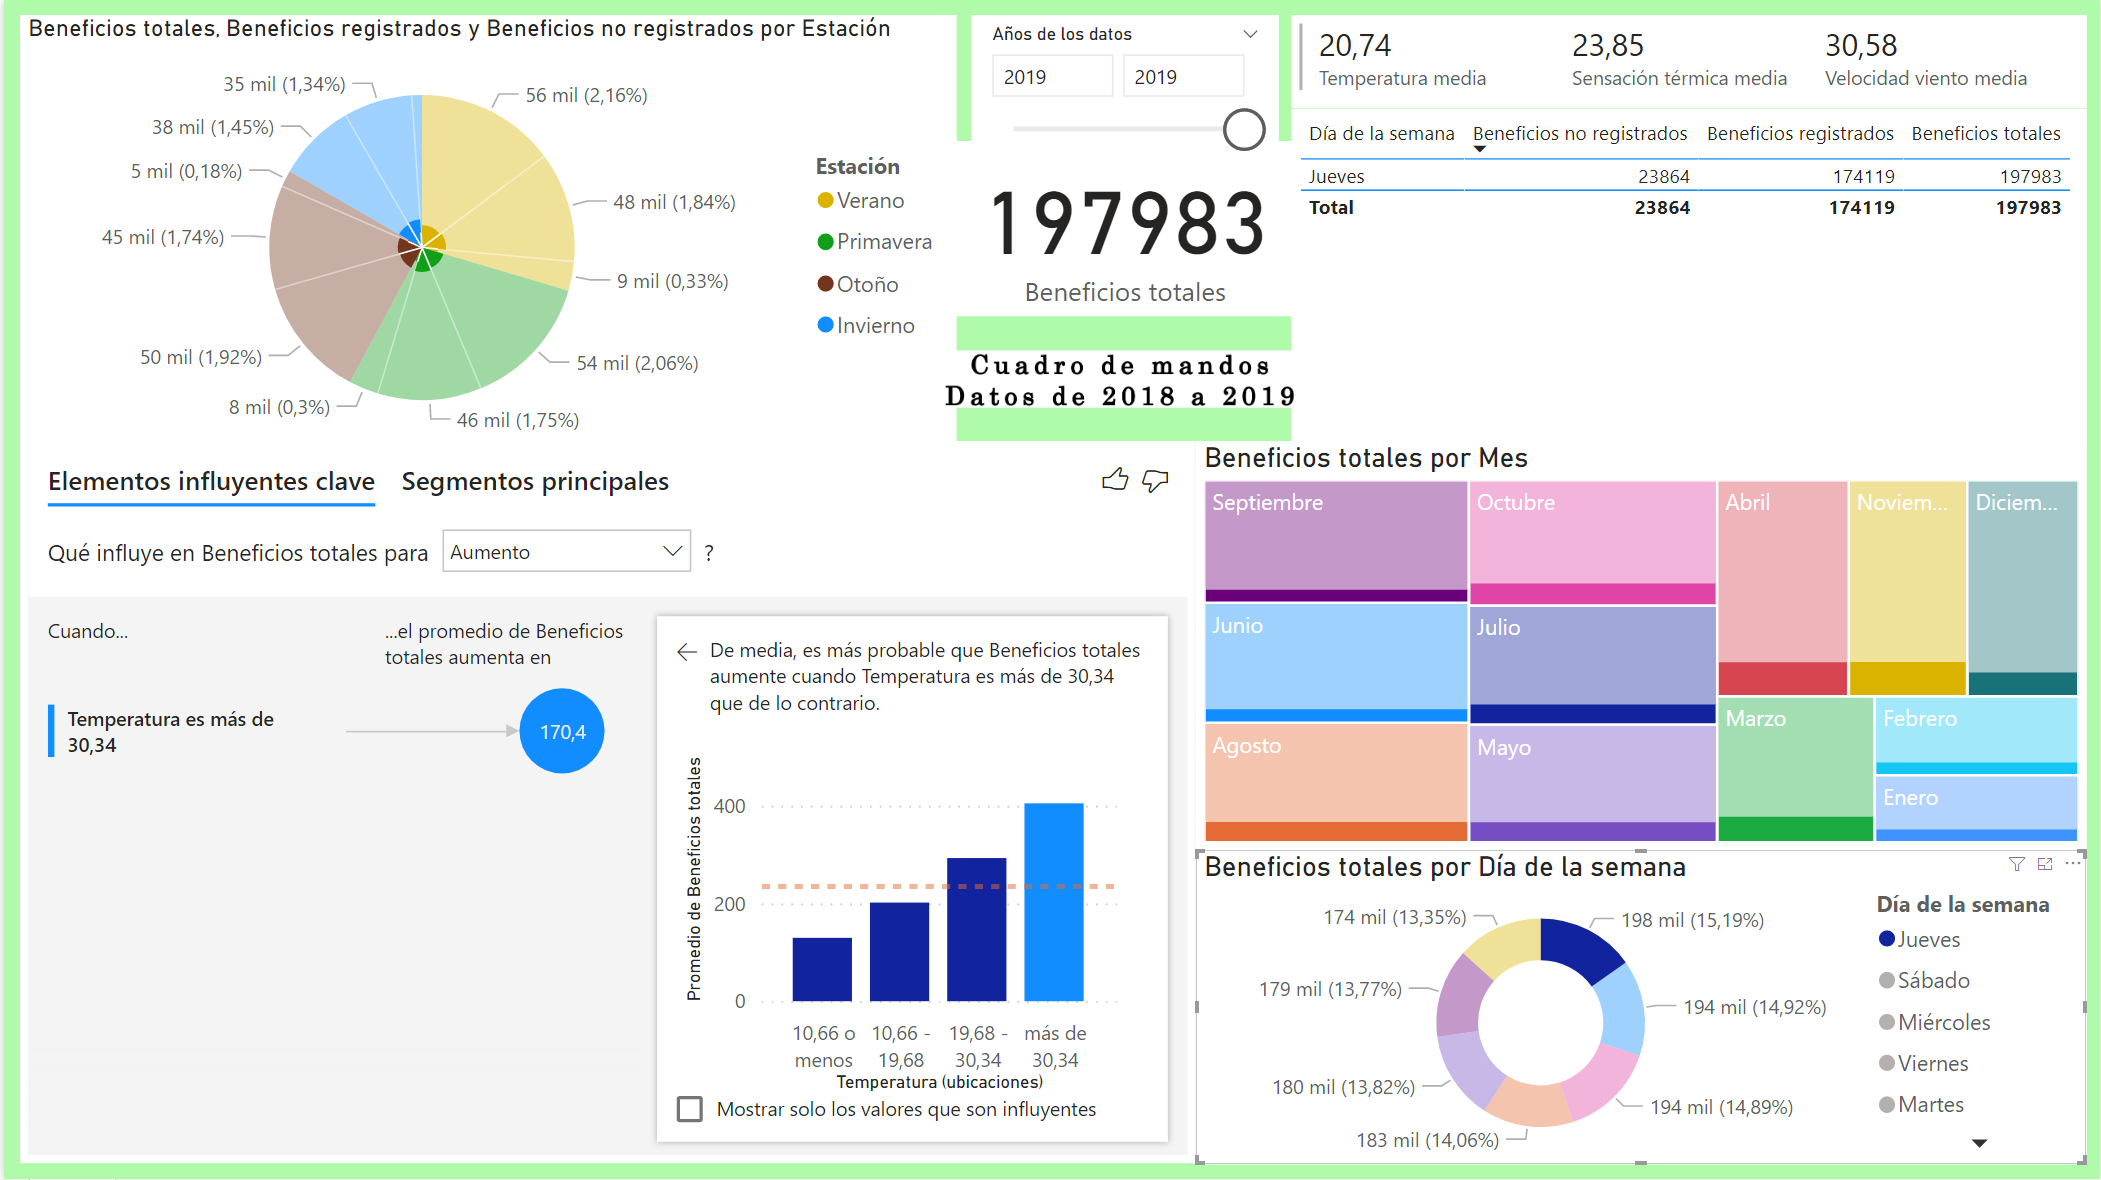 Beneficios totales, Beneficios registrados y Beneficios no registrados por Estación
35 mil (1,34%)
56 mil (2,16%)
38 mil (1,45%)
5 mil (0,18%)
48 mil (1,84%)
45 mil (1,74%)
9 mil (0,33%)
50 mil (1,92%)
54 mil (2,06%)
8 mil (0,3%)
46 mil (1,75%)
Estación
Verano
Primavera
Otoño
Invierno
Años de los datos
2019 2019
197983
Beneficios totales
Cuadro de mandos
Datos de 2018 a 2019
20,74 23,85 30,58
Temperatura media Sensación térmica media Velocidad viento media
Día de la semana Beneficios no registrados Beneficios registrados Beneficios totales
Jueves 23864 174119 197983
Total 23864 174119 197983
Elementos influyentes clave Segmentos principales
Qué influye en Beneficios totales para Aumento ?
Cuando...
...el promedio de Beneficios
totales aumenta en
Temperatura es más de
30,34
170,4
De media, es más probable que Beneficios totales
aumente cuando Temperatura es más de 30,34
que de lo contrario.
Promedio de Beneficios totales
400
200
0
10,66 o menos
10,66 - 19,68
19,68 - 30,34
más de 30,34
Temperatura (ubicaciones)
Mostrar solo los valores que son influyentes
Beneficios totales por Mes
Septiembre
Octubre
Abril
Noviem...
Diciem...
Junio
Julio
Agosto
Mayo
Marzo
Febrero
Enero
Beneficios totales por Día de la semana
174 mil (13,35%)
198 mil (15,19%)
179 mil (13,77%)
194 mil (14,92%)
180 mil (13,82%)
194 mil (14,89%)
183 mil (14,06%)
Día de la semana
Jueves
Sábado
Miércoles
Viernes
Martes